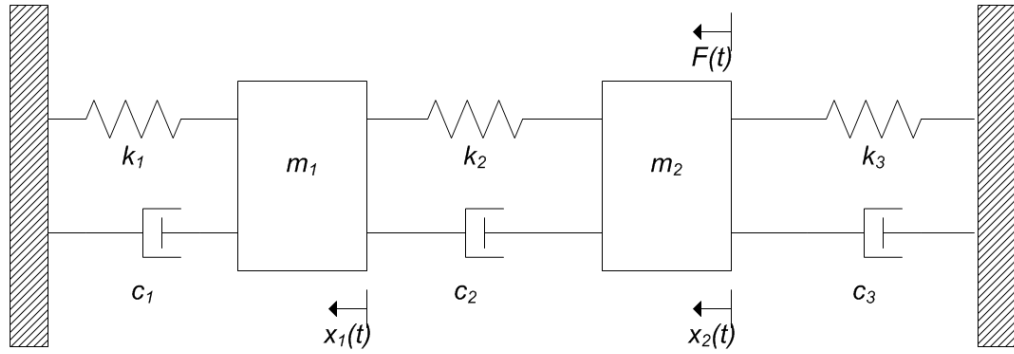 F(t)
k₁
k₂
k₃
m₁
m₂
c₁
c₂
c₃
x₁(t)
x₂(t)